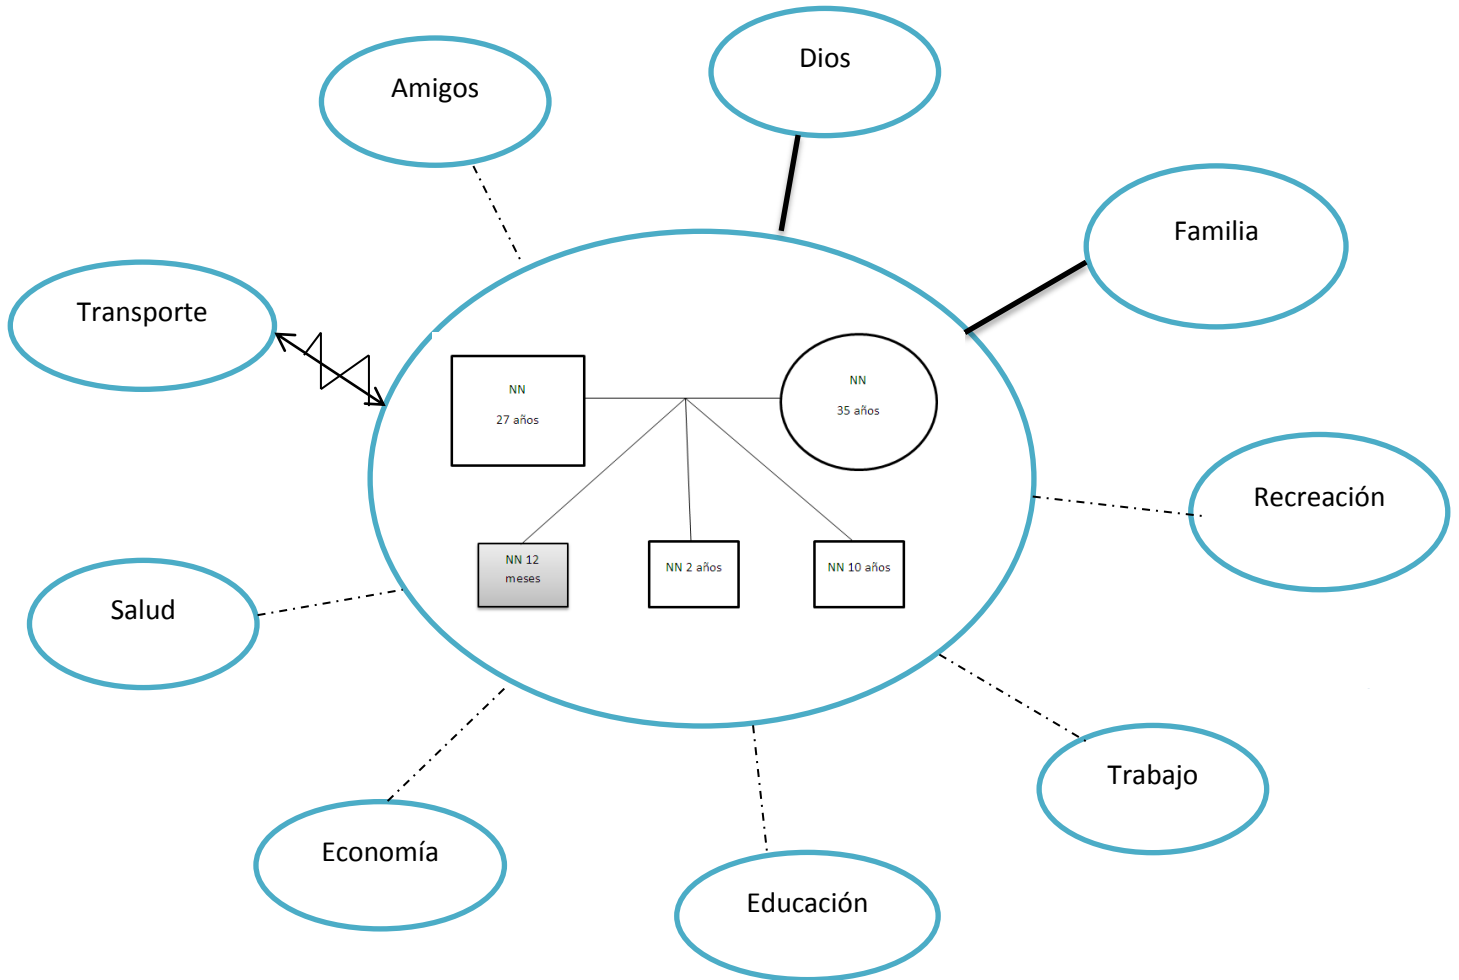 Dios
Amigos
Familia
Transporte
NN
27 años
NN
35 años
Recreación
NN 12
meses
NN 2 años
NN 10 años
Salud
Trabajo
Economía
Educación